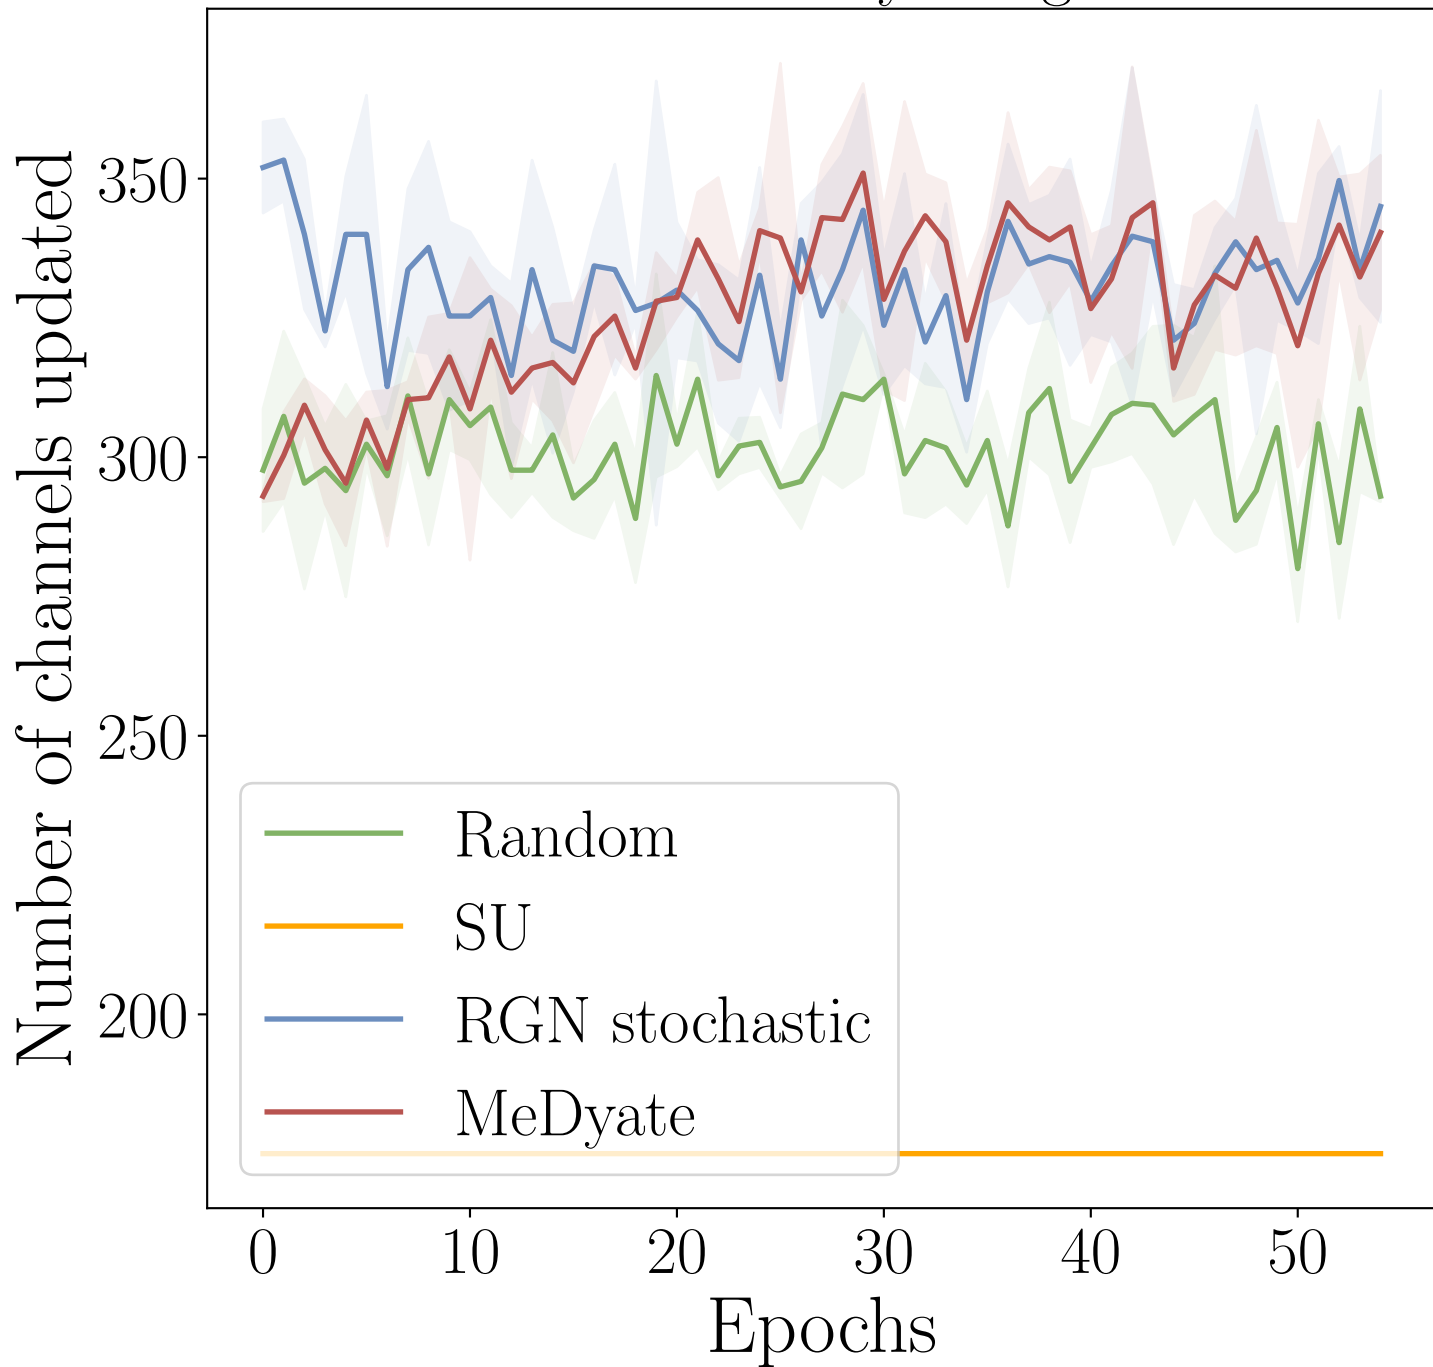 Number of channels updated
350
300
250
200
Random
SU
RGN stochastic
MeDyate
0 10 20 30 40 50
Epochs